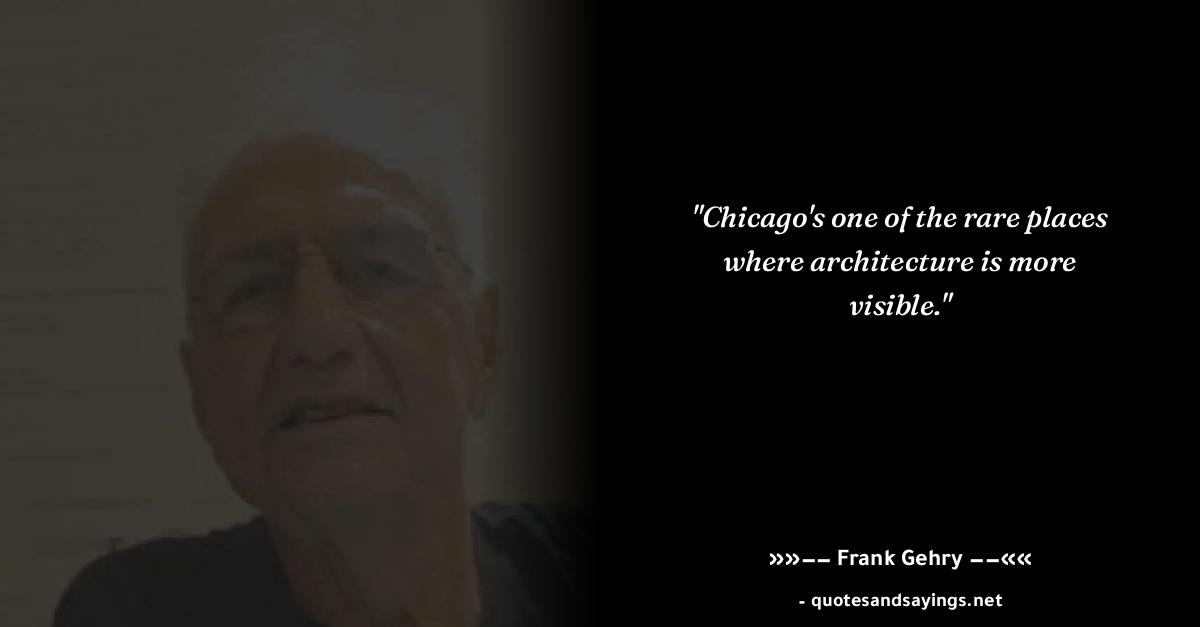 "Chicago's one of the rare places
where architecture is more
visible."
»»−− Frank Gehry −−««
- quotesandsayings.net